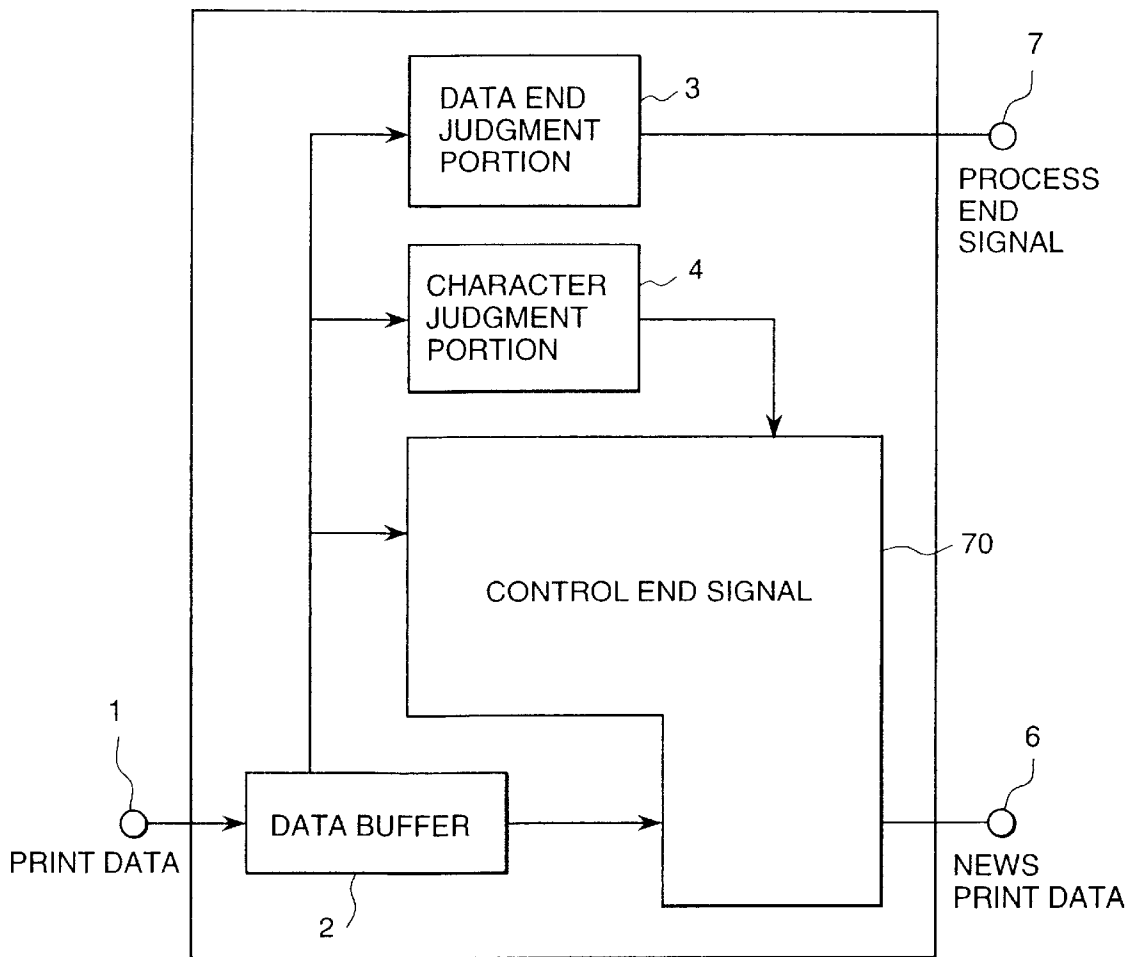 3
DATA END
JUDGMENT
PORTION
7
PROCESS
END
SIGNAL
4
CHARACTER
JUDGMENT
PORTION
70
CONTROL END SIGNAL
1
PRINT DATA
DATA BUFFER
2
6
NEWS
PRINT DATA